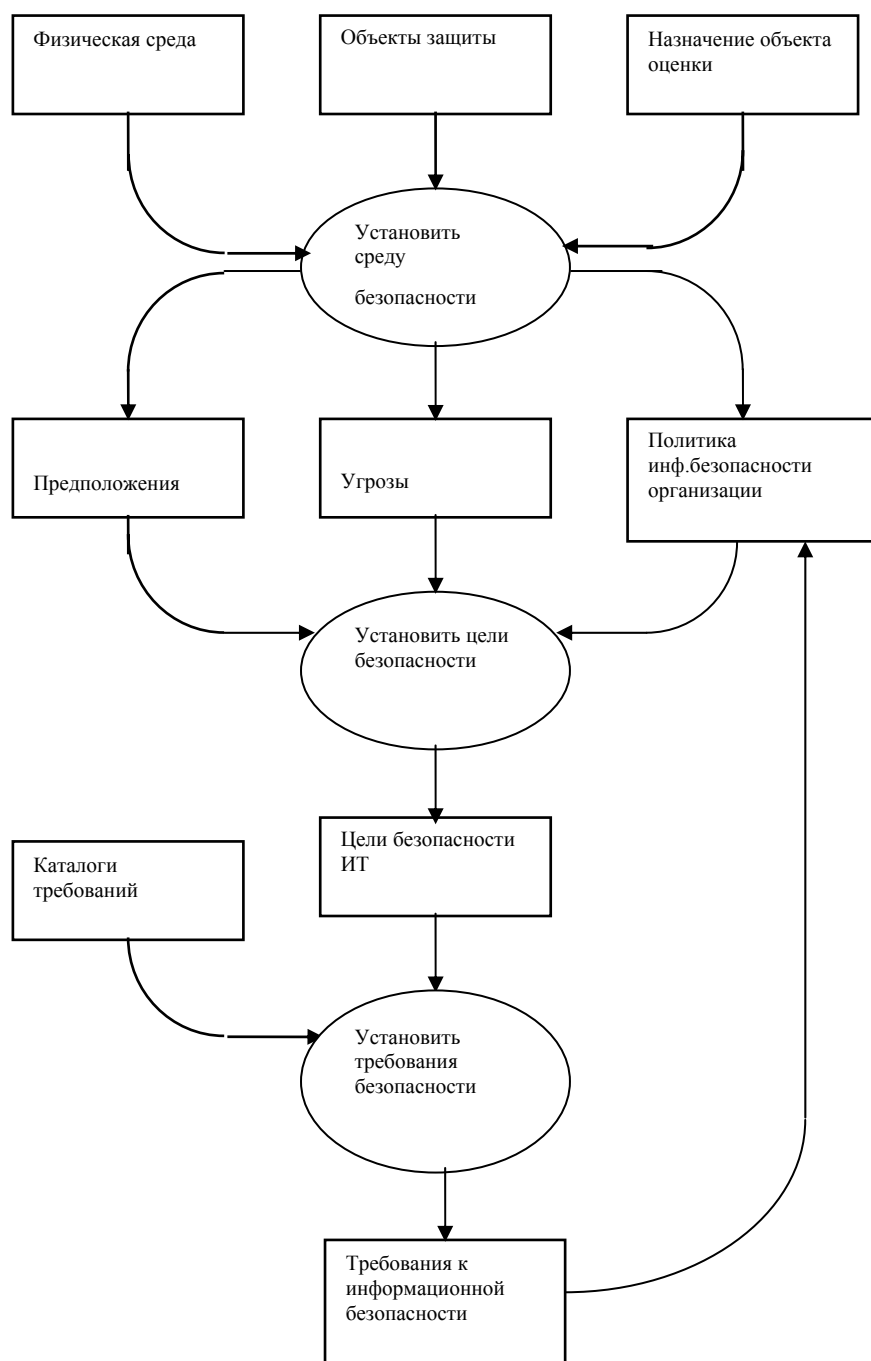 Физическая среда
Объекты защиты
Назначение объекта
оценки
Установить
среду
безопасности
Предположения
Угрозы
Политика
инф.безопасности
организации
Установить цели
безопасности
Цели безопасности
ИТ
Каталоги
требований
Установить
требования
безопасности
Требования к
информационной
безопасности